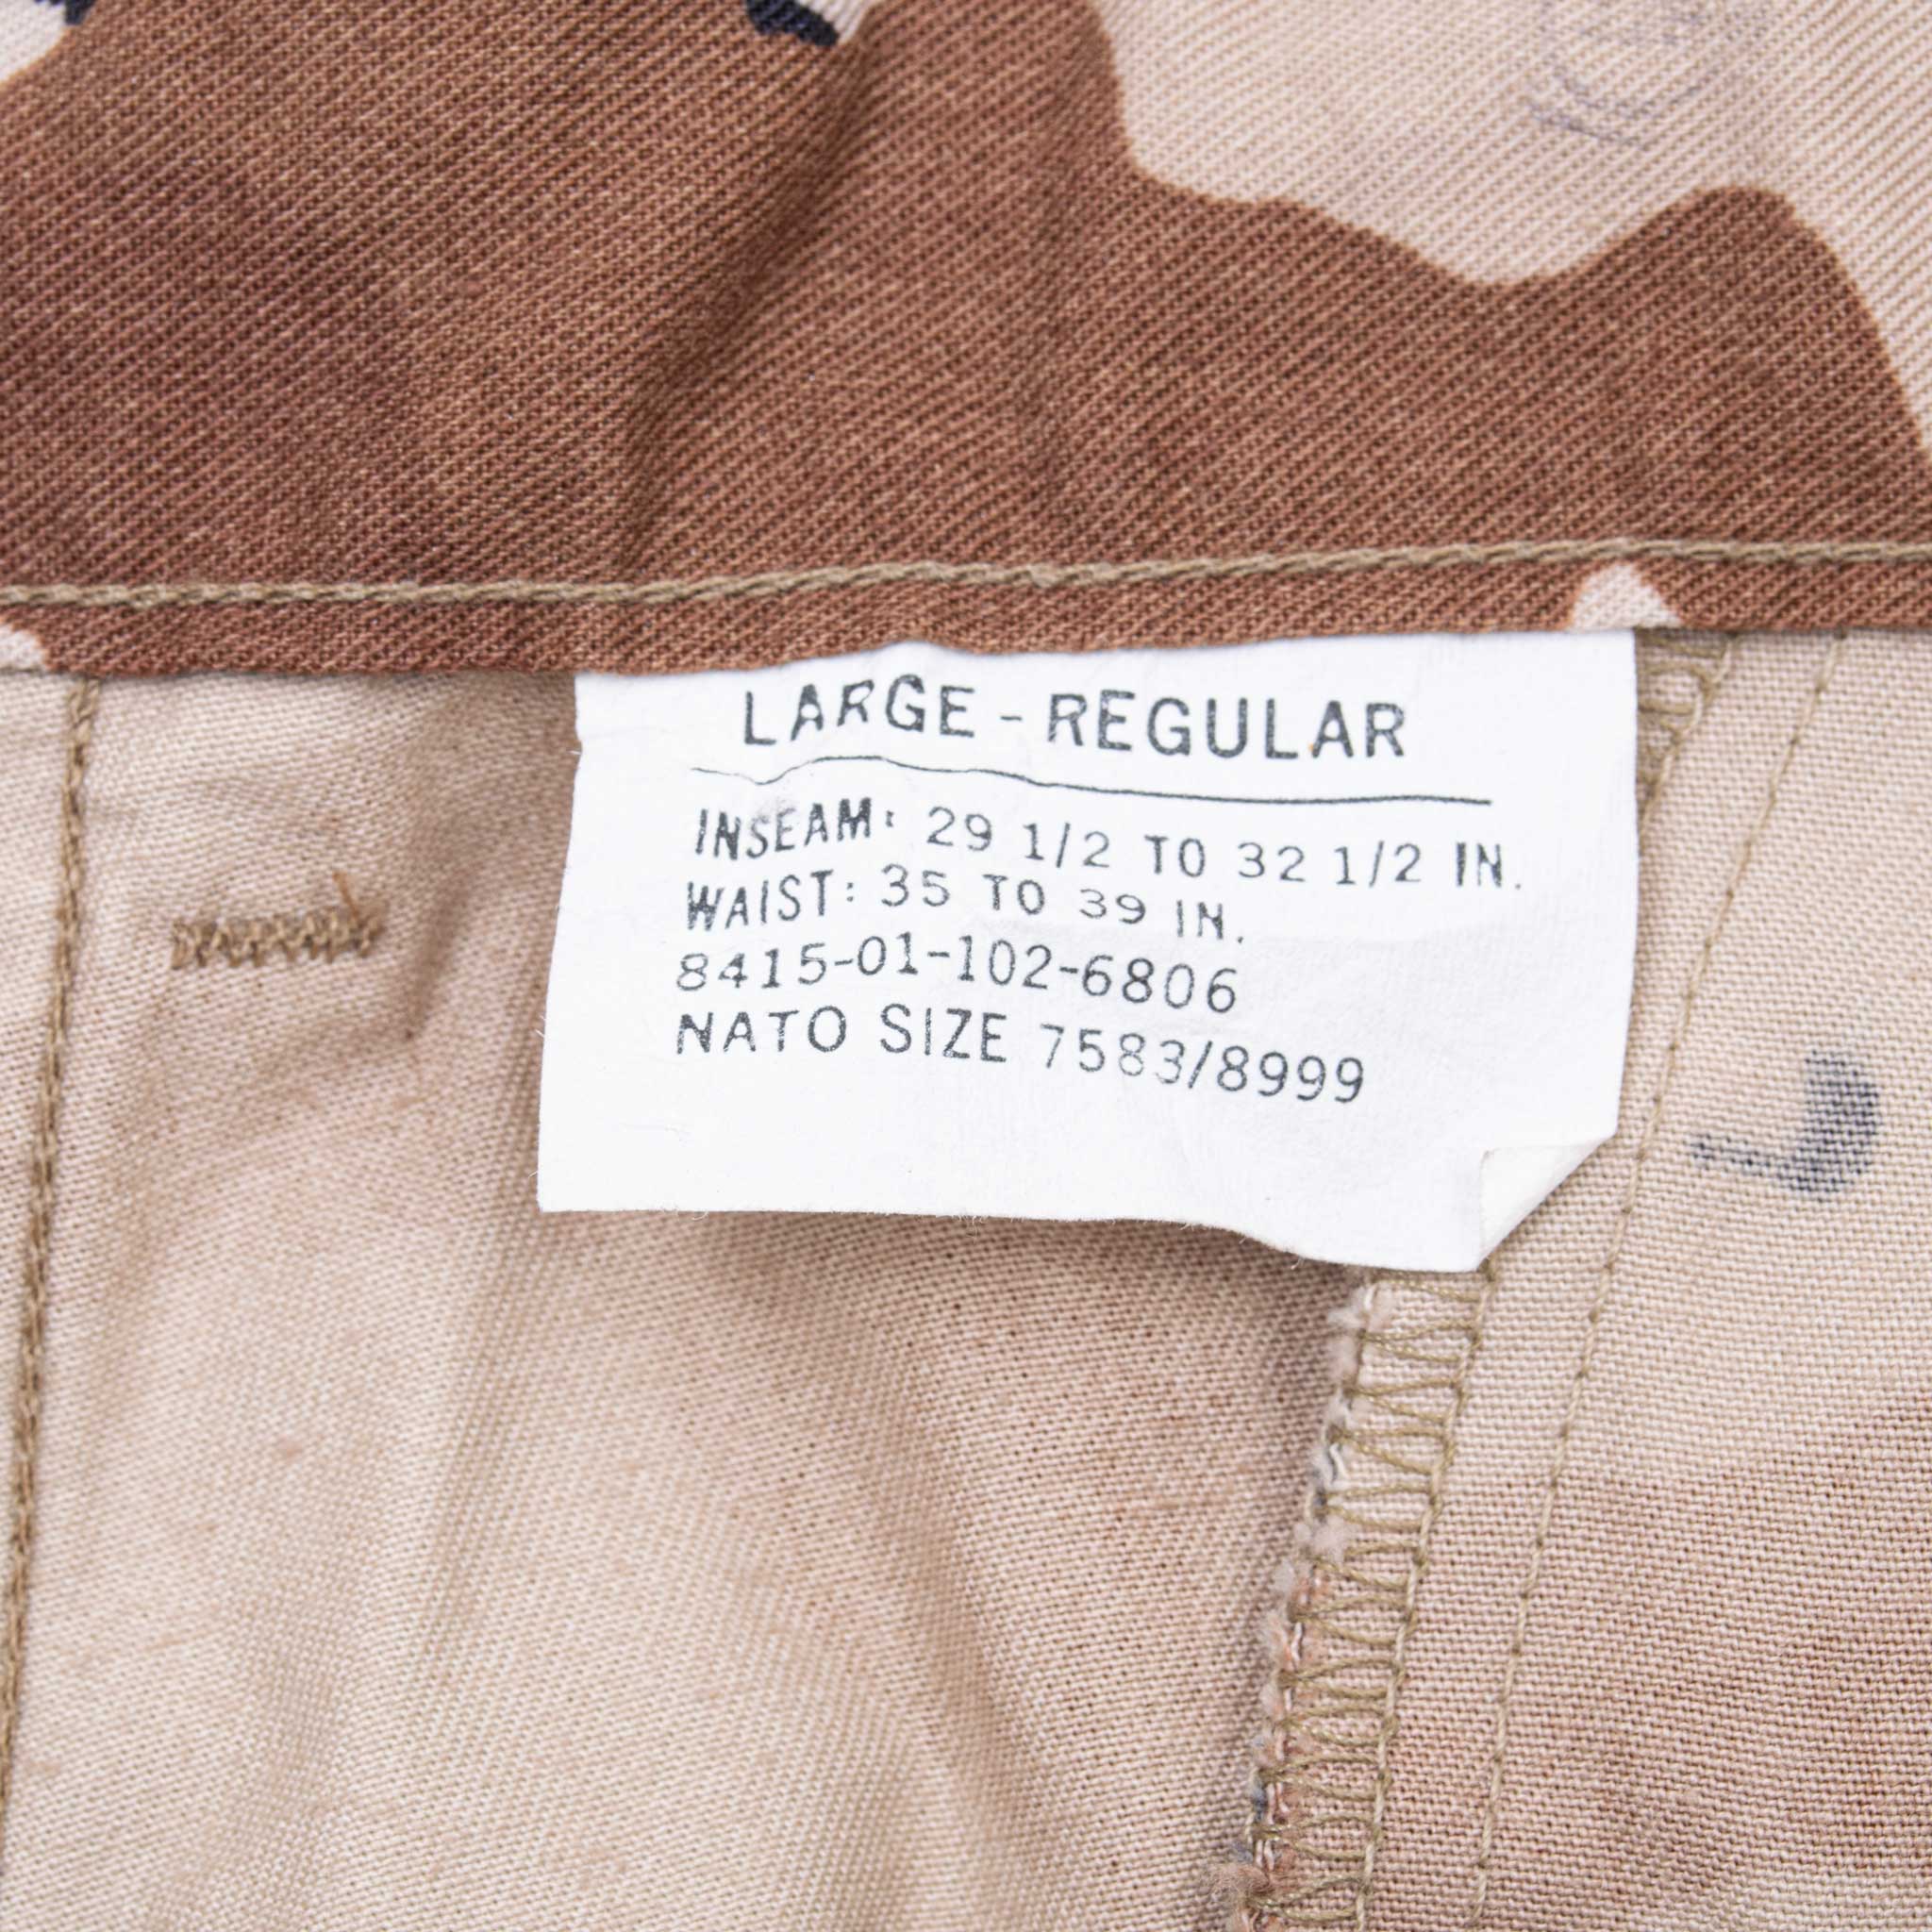 LARGE - REGULAR
INSEAM: 29 1/2 TO 32 1/2 IN.
WAIST: 35 TO 39 IN.
8415-01-102-6806
NATO SIZE 7583/8999